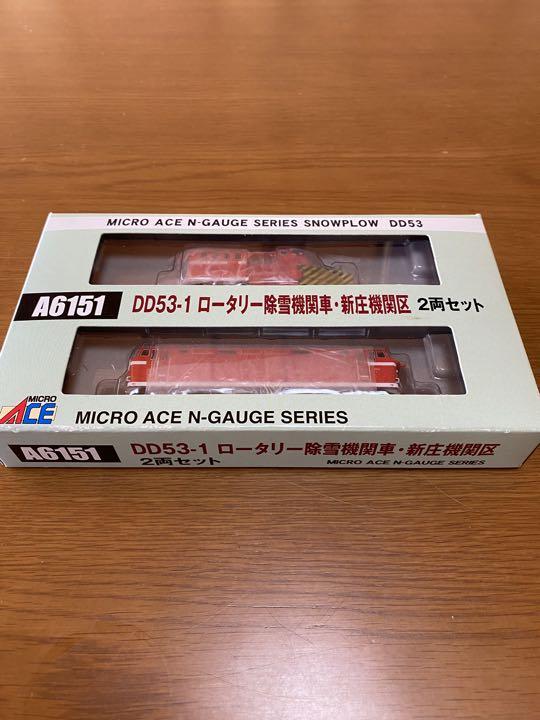 MICRO ACE N-GAUGE SERIES SNOWPLOW DD53
A6151 DD53-1 ロータリー除雪機関車・新庄機関区 2両セット
MICRO ACE MICRO ACE N-GAUGE SERIES
A6151 DD53-1 ロータリー除雪機関車・新庄機関区
2両セット MICRO ACE N-GAUGE SERIES